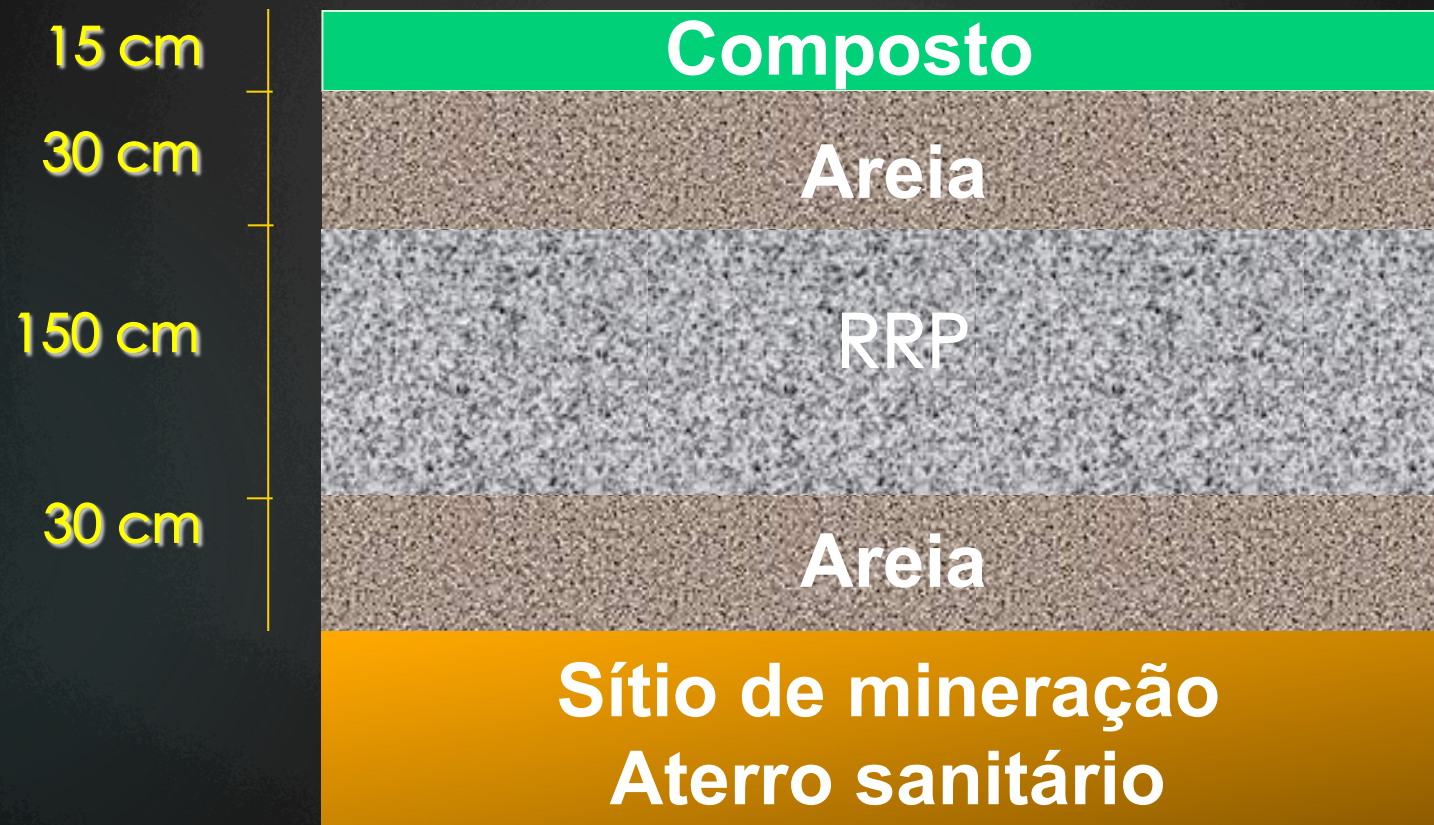 15 cm
Composto
30 cm
Areia
150 cm
RRP
30 cm
Areia
Sítio de mineração
Aterro sanitário